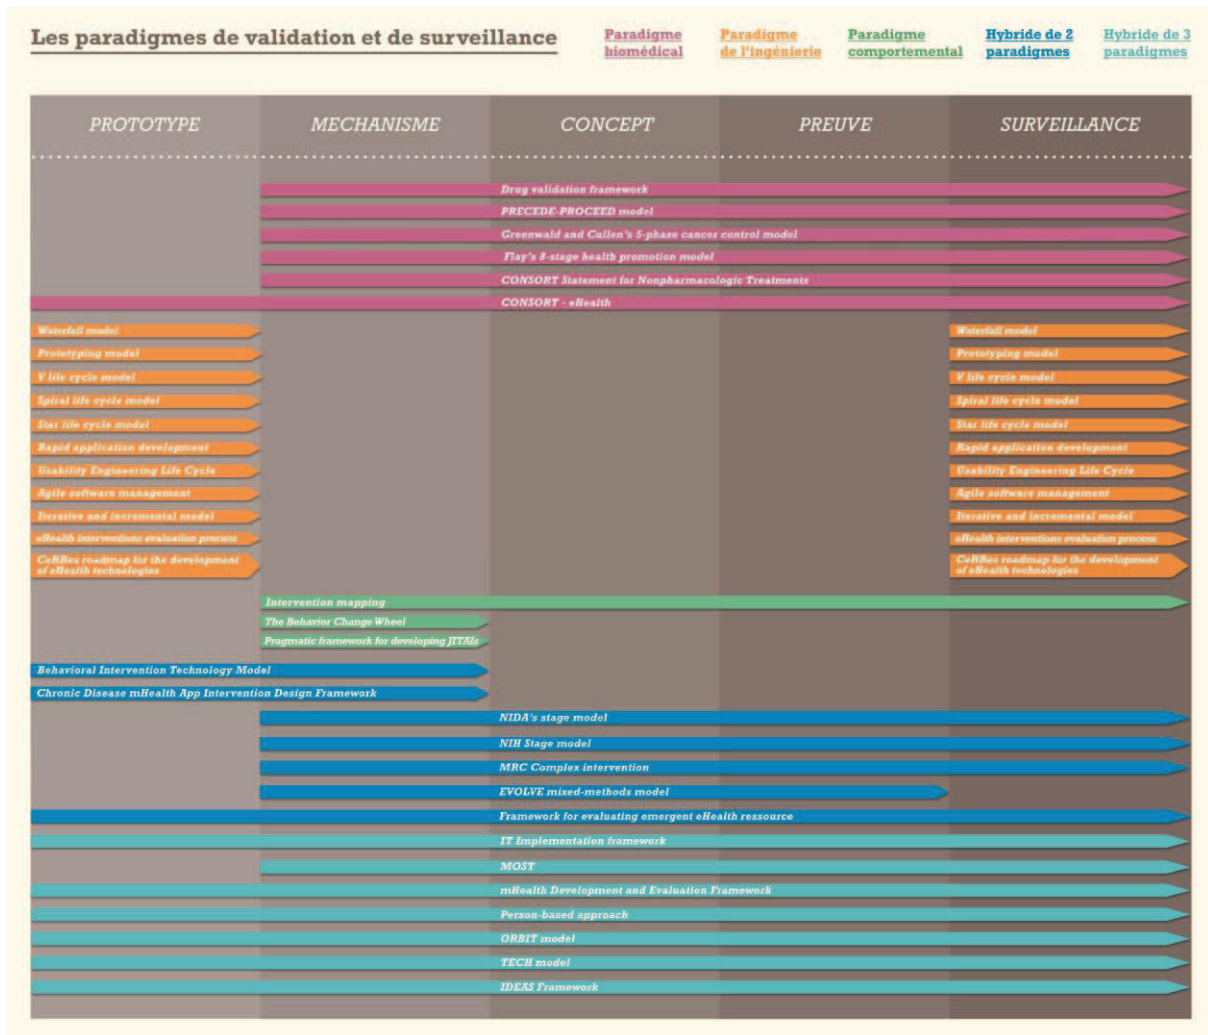 Les paradigmes de validation et de surveillance
Paradigme
biomédical
Paradigme
de l'ingénierie
Paradigme
comportemental
Hybride de 2
paradigmes
Hybride de 3
paradigmes
PROTOTYPE
MECHANISME
CONCEPT
PREUVE
SURVEILLANCE
Drug validation framework
PRECEDE-PROCEED model
Greenwald and Cullen's 5-phase cancer control model
Flay's 8-stage health promotion model
CONSORT Statement for Nonpharmacologic Treatments
CONSORT - eHealth
Waterfall model
Waterfall model
Prototyping model
Prototyping model
V life cycle model
V life cycle model
Spiral life cycle model
Spiral life cycle model
Star life cycle model
Star life cycle model
Rapid application development
Rapid application development
Usability Engineering Life Cycle
Usability Engineering Life Cycle
Agile software management
Agile software management
Iterative and incremental model
Iterative and incremental model
eHealth interventions evaluation process
eHealth interventions evaluation process
CeHRes roadmap for the development
of eHealth technologies
CeHRes roadmap for the development
of eHealth technologies
Intervention mapping
The Behavior Change Wheel
Pragmatic framework for developing JITAIs
Behavioral Intervention Technology Model
Chronic Disease mHealth App Intervention Design Framework
NIDA's stage model
NIH Stage model
MRC Complex intervention
EVOLVE mixed-methods model
Framework for evaluating emergent eHealth ressource
IT Implementation framework
MOST
mHealth Development and Evaluation Framework
Person-based approach
ORBIT model
TECH model
IDEAS Framework